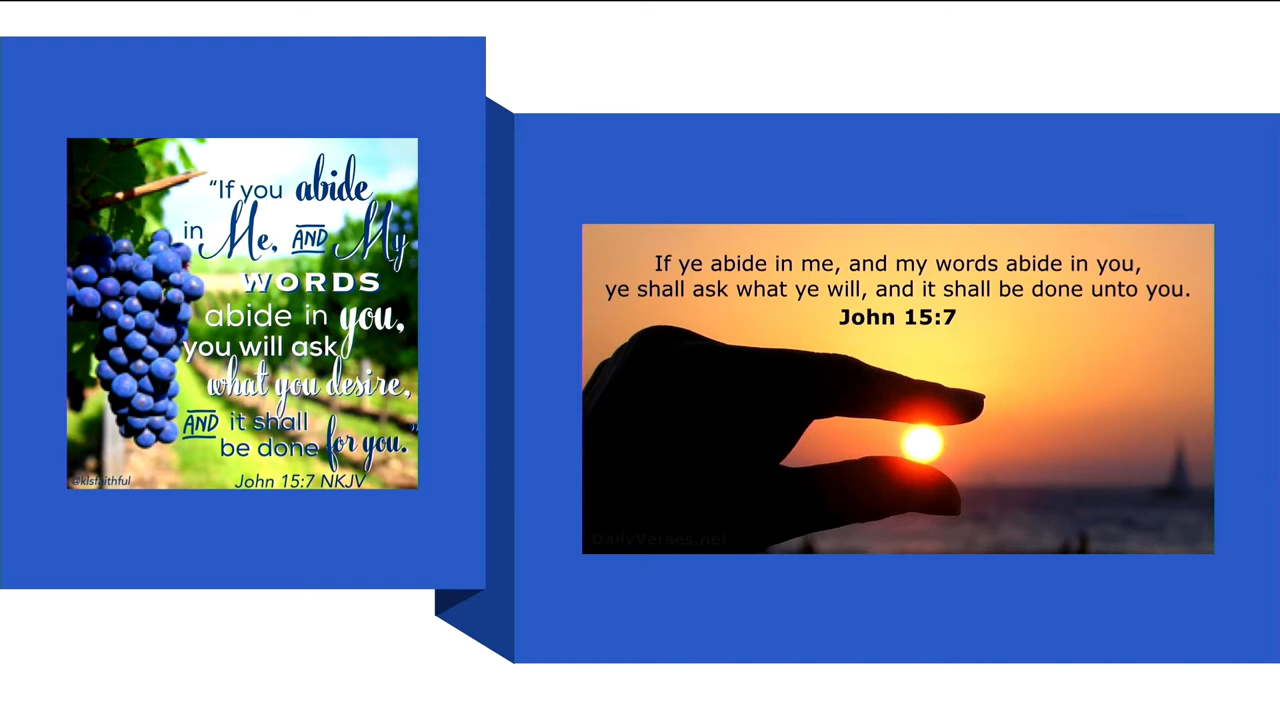 “If you abide
in Me, AND My
WORDS
abide in you,
you will ask
what you desire,
AND it shall
be done for you.”
John 15:7 NKJV
@klsfaithful
If ye abide in me, and my words abide in you,
ye shall ask what ye will, and it shall be done unto you.
John 15:7
DailyVerses.net